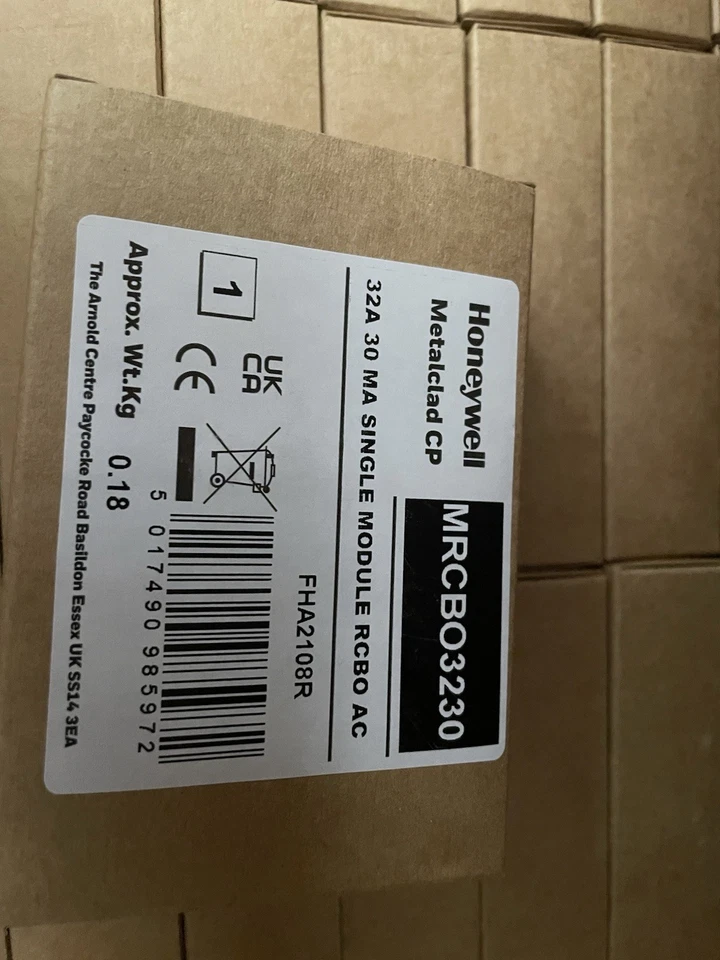 Honeywell
Metalclad CP
MRCBO3230
32A 30 MA SINGLE MODULE RCBO AC
FHA2108R
1
UK
CA
CE
5 017490 985972
Approx. Wt.Kg 0.18
The Arnold Centre Paycocke Road Basildon Essex UK SS14 3EA